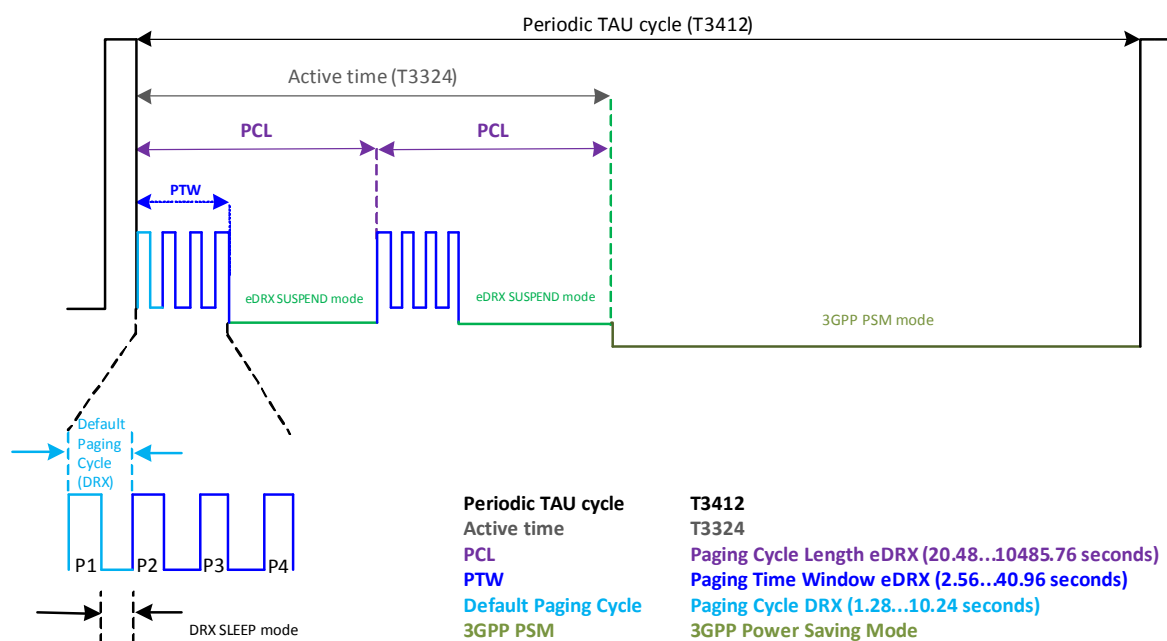 Periodic TAU cycle (T3412)
Active time (T3324)
PCL PCL
PTW
eDRX SUSPEND mode eDRX SUSPEND mode
3GPP PSM mode
Default
Paging
Cycle
(DRX)
P1 P2 P3 P4
DRX SLEEP mode
Periodic TAU cycle T3412
Active time T3324
PCL Paging Cycle Length eDRX (20.48...10485.76 seconds)
PTW Paging Time Window eDRX (2.56...40.96 seconds)
Default Paging Cycle Paging Cycle DRX (1.28...10.24 seconds)
3GPP PSM 3GPP Power Saving Mode